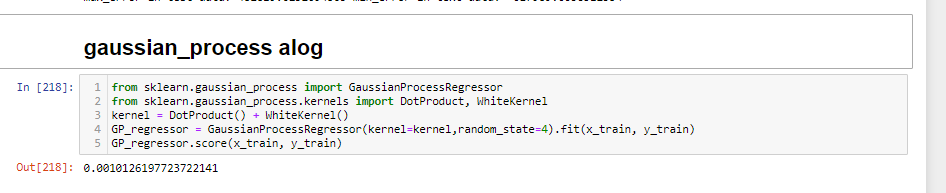 gaussian_process alog
In [218]:
1 from sklearn.gaussian_process import GaussianProcessRegressor
2 from sklearn.gaussian_process.kernels import DotProduct, WhiteKernel
3 kernel = DotProduct() + WhiteKernel()
4 GP_regressor = GaussianProcessRegressor(kernel=kernel,random_state=4).fit(x_train, y_train)
5 GP_regressor.score(x_train, y_train)
Out[218]: 0.0010126197723722141